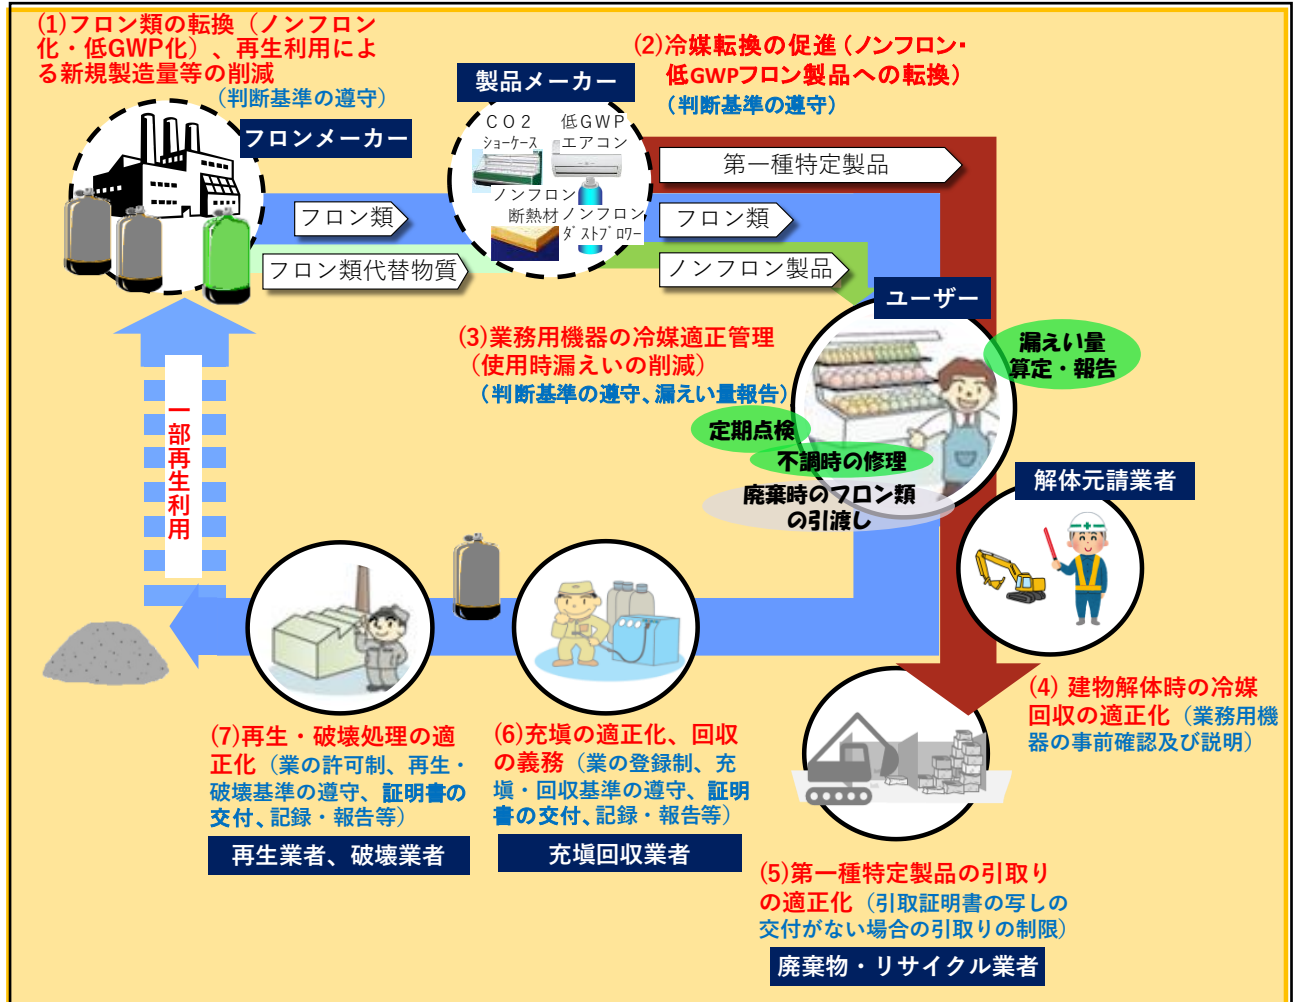 (1)フロン類の転換（ノンフロン
化・低GWP化）、再生利用によ
る新規製造量等の削減
（判断基準の遵守）
フロンメーカー
製品メーカー
(2)冷媒転換の促進（ノンフロン・
低GWPフロン製品への転換）
（判断基準の遵守）
ＣＯ２
ショーケース
低ＧＷＰ
エアコン
ノンフロン
断熱材
ノンフロン
ダストブロワー
フロン類
フロン類代替物質
第一種特定製品
フロン類
ノンフロン製品
ユーザー
(3)業務用機器の冷媒適正管理
（使用時漏えいの削減）
（判断基準の遵守、漏えい量報告）
漏えい量
算定・報告
定期点検
不調時の修理
廃棄時のフロン類
の引渡し
解体元請業者
一部再生利用
(4) 建物解体時の冷媒
回収の適正化（業務用機
器の事前確認及び説明）
(7)再生・破壊処理の適
正化（業の許可制、再生・
破壊基準の遵守、証明書の
交付、記録・報告等）
再生業者、破壊業者
(6)充塡の適正化、回収
の義務（業の登録制、充
塡・回収基準の遵守、証明
書の交付、記録・報告等）
充塡回収業者
(5)第一種特定製品の引取り
の適正化（引取証明書の写しの
交付がない場合の引取りの制限）
廃棄物・リサイクル業者